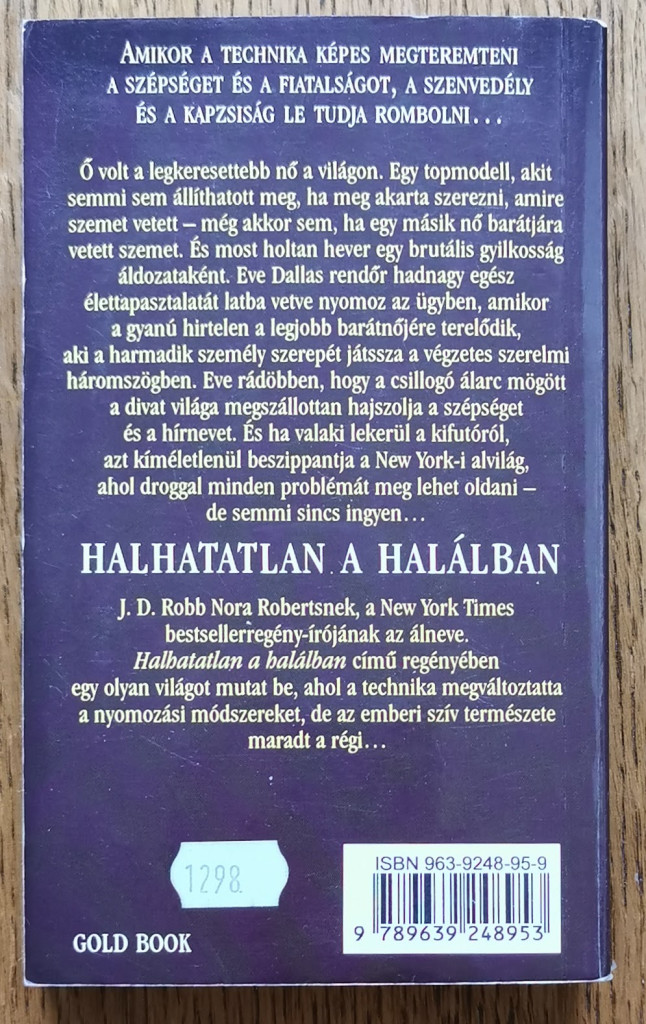 AMIKOR A TECHNIKA KÉPES MEGTEREMTENI
A SZÉPSÉGET ÉS A FIATALSÁGOT, A SZENVEDÉLY
ÉS A KAPZSISÁG LE TUDJA ROMBOLNI...
Ő volt a legkeresettebb nő a világon. Egy topmodell, akit
semmi sem állíthatott meg, ha meg akarta szerezni, amire
szemet vetett – még akkor sem, ha egy másik nő barátjára
vetett szemet. És most holtan hever egy brutális gyilkosság
áldozataként. Eve Dallas rendőr hadnagy egész
élettapasztalatát latba vetve nyomoz az ügyben, amikor
a gyanú hirtelen a legjobb barátnőjére terelődik,
aki a harmadik személy szerepét játssza a végzetes szerelmi
háromszögben. Eve rádöbben, hogy a csillogó álarc mögött
a divat világa megszállottan hajszolja a szépséget
és a hírnevet. És ha valaki lekerül a kifutóról,
azt kíméletlenül beszippantja a New York-i alvilág,
ahol droggal minden problémát meg lehet oldani –
de semmi sincs ingyen...
HALHATATLAN A HALÁLBAN
J. D. Robb Nora Robertsnek, a New York Times
bestsellerregény-írójának az álneve.
Halhatatlan a halálban című regényében
egy olyan világot mutat be, ahol a technika megváltoztatta
a nyomozási módszereket, de az emberi szív természete
maradt a régi...
1298
ISBN 963-9248-95-9
9 789639 248953
GOLD BOOK